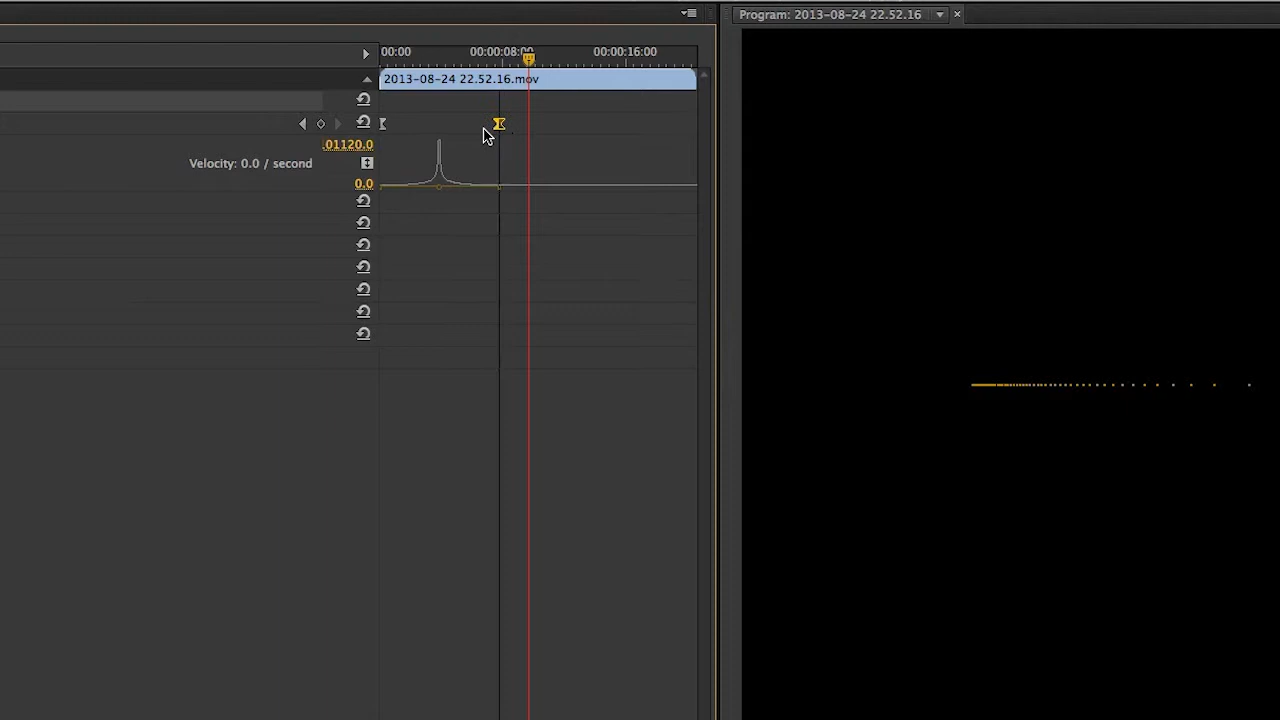 Program: 2013-08-24 22.52.16
00:00 00:00:08:00 00:00:16:00
2013-08-24 22.52.16.mov
.01120.0
Velocity: 0.0 / second
0.0